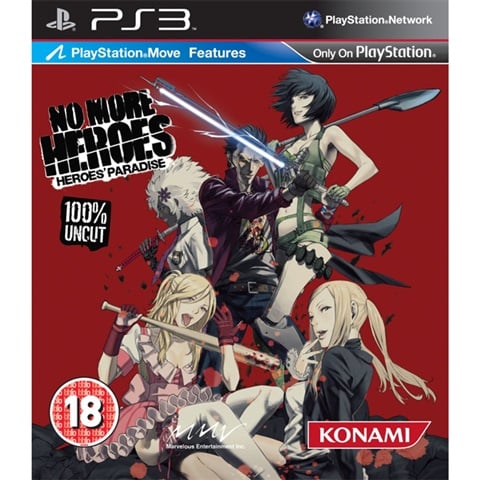 PS3
PlayStation®Network
PlayStation®Move Features
Only On PlayStation®
NO MORE
HEROES
HEROES' PARADISE
100%
UNCUT
18
Marvelous Entertainment Inc.
KONAMI